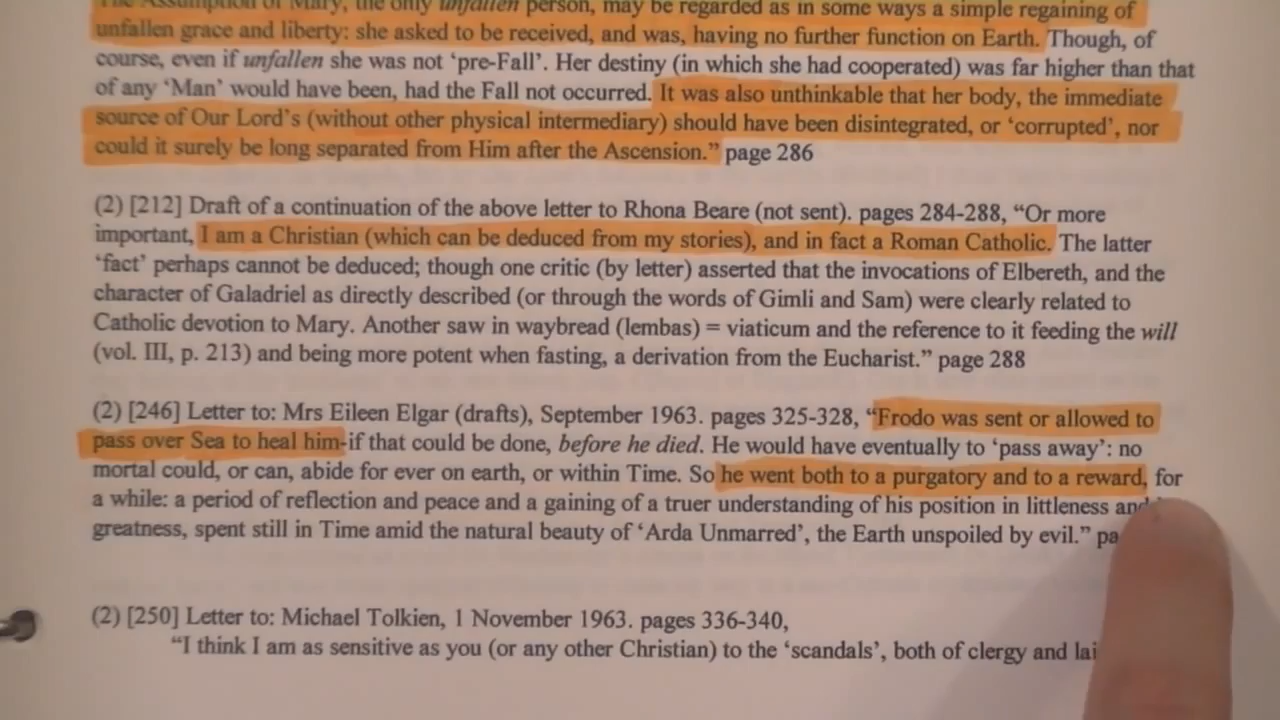 The Assumption of Mary, the only unfallen person, may be regarded as in some ways a simple regaining of
unfallen grace and liberty: she asked to be received, and was, having no further function on Earth. Though, of
course, even if unfallen she was not ‘pre-Fall’. Her destiny (in which she had cooperated) was far higher than that
of any ‘Man’ would have been, had the Fall not occurred. It was also unthinkable that her body, the immediate
source of Our Lord’s (without other physical intermediary) should have been disintegrated, or ‘corrupted’, nor
could it surely be long separated from Him after the Ascension.” page 286
(2) [212] Draft of a continuation of the above letter to Rhona Beare (not sent). pages 284-288, “Or more
important, I am a Christian (which can be deduced from my stories), and in fact a Roman Catholic. The latter
‘fact’ perhaps cannot be deduced; though one critic (by letter) asserted that the invocations of Elbereth, and the
character of Galadriel as directly described (or through the words of Gimli and Sam) were clearly related to
Catholic devotion to Mary. Another saw in waybread (lembas) = viaticum and the reference to it feeding the will
(vol. III, p. 213) and being more potent when fasting, a derivation from the Eucharist.” page 288
(2) [246] Letter to: Mrs Eileen Elgar (drafts), September 1963. pages 325-328, “Frodo was sent or allowed to
pass over Sea to heal him-if that could be done, before he died. He would have eventually to ‘pass away’: no
mortal could, or can, abide for ever on earth, or within Time. So he went both to a purgatory and to a reward, for
a while: a period of reflection and peace and a gaining of a truer understanding of his position in littleness and
greatness, spent still in Time amid the natural beauty of ‘Arda Unmarred’, the Earth unspoiled by evil.” pa
(2) [250] Letter to: Michael Tolkien, 1 November 1963. pages 336-340,
“I think I am as sensitive as you (or any other Christian) to the ‘scandals’, both of clergy and lai